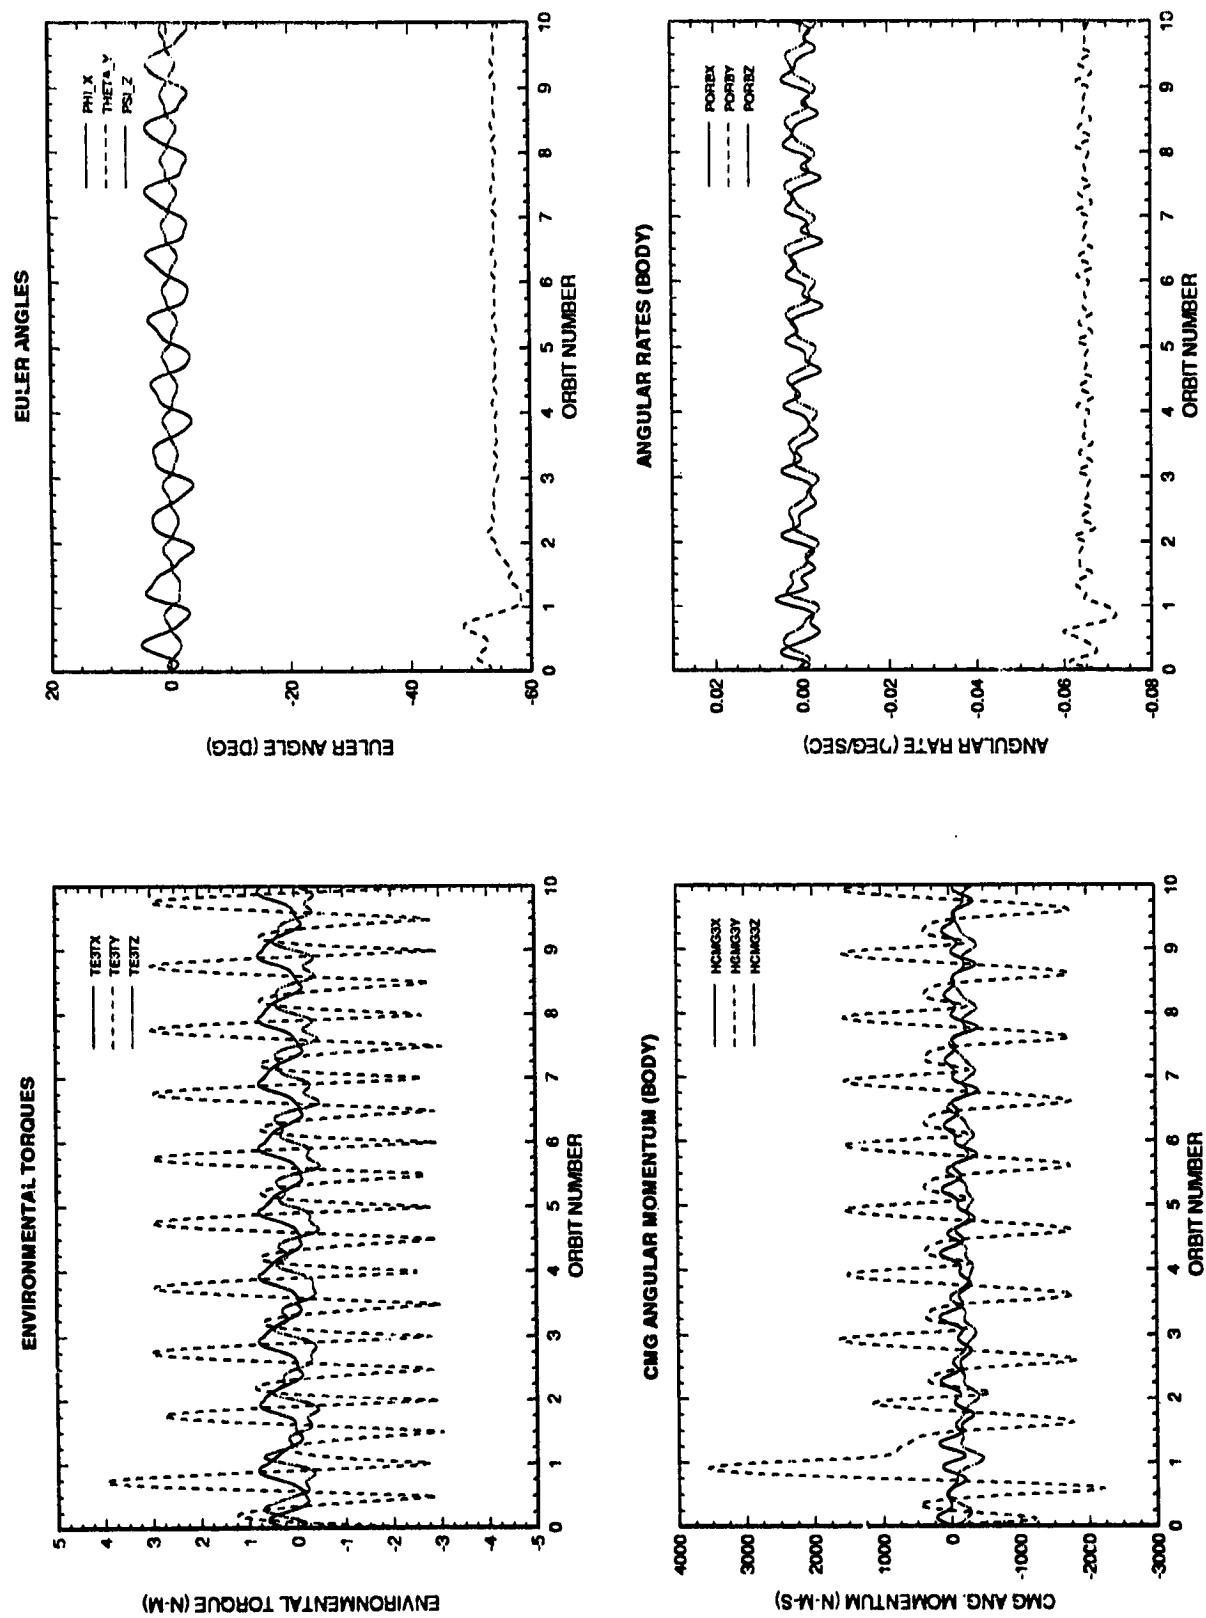 ENVIRONMENTAL TORQUES
TE3TX
TE3TY
TE3TZ
5
4
3
2
1
0
-1
-2
-3
-4
-5
ENVIRONMENTAL TORQUE (N-M)
0 1 2 3 4 5 6 7 8 9 10
ORBIT NUMBER
EULER ANGLES
PHI_X
THETA_Y
PSI_Z
20
0
-20
-40
-60
EULER ANGLE (DEG)
0 1 2 3 4 5 6 7 8 9 10
ORBIT NUMBER
CMG ANGULAR MOMENTUM (BODY)
HCMG3X
HCMG3Y
HCMG3Z
4000
3000
2000
1000
0
-1000
-2000
-3000
CMG ANG. MOMENTUM (N-M-S)
0 1 2 3 4 5 6 7 8 9 10
ORBIT NUMBER
ANGULAR RATES (BODY)
PORBX
PORBY
PORBZ
0.02
0.00
-0.02
-0.04
-0.06
-0.08
ANGULAR RATE (DEG/SEC)
0 1 2 3 4 5 6 7 8 9 10
ORBIT NUMBER